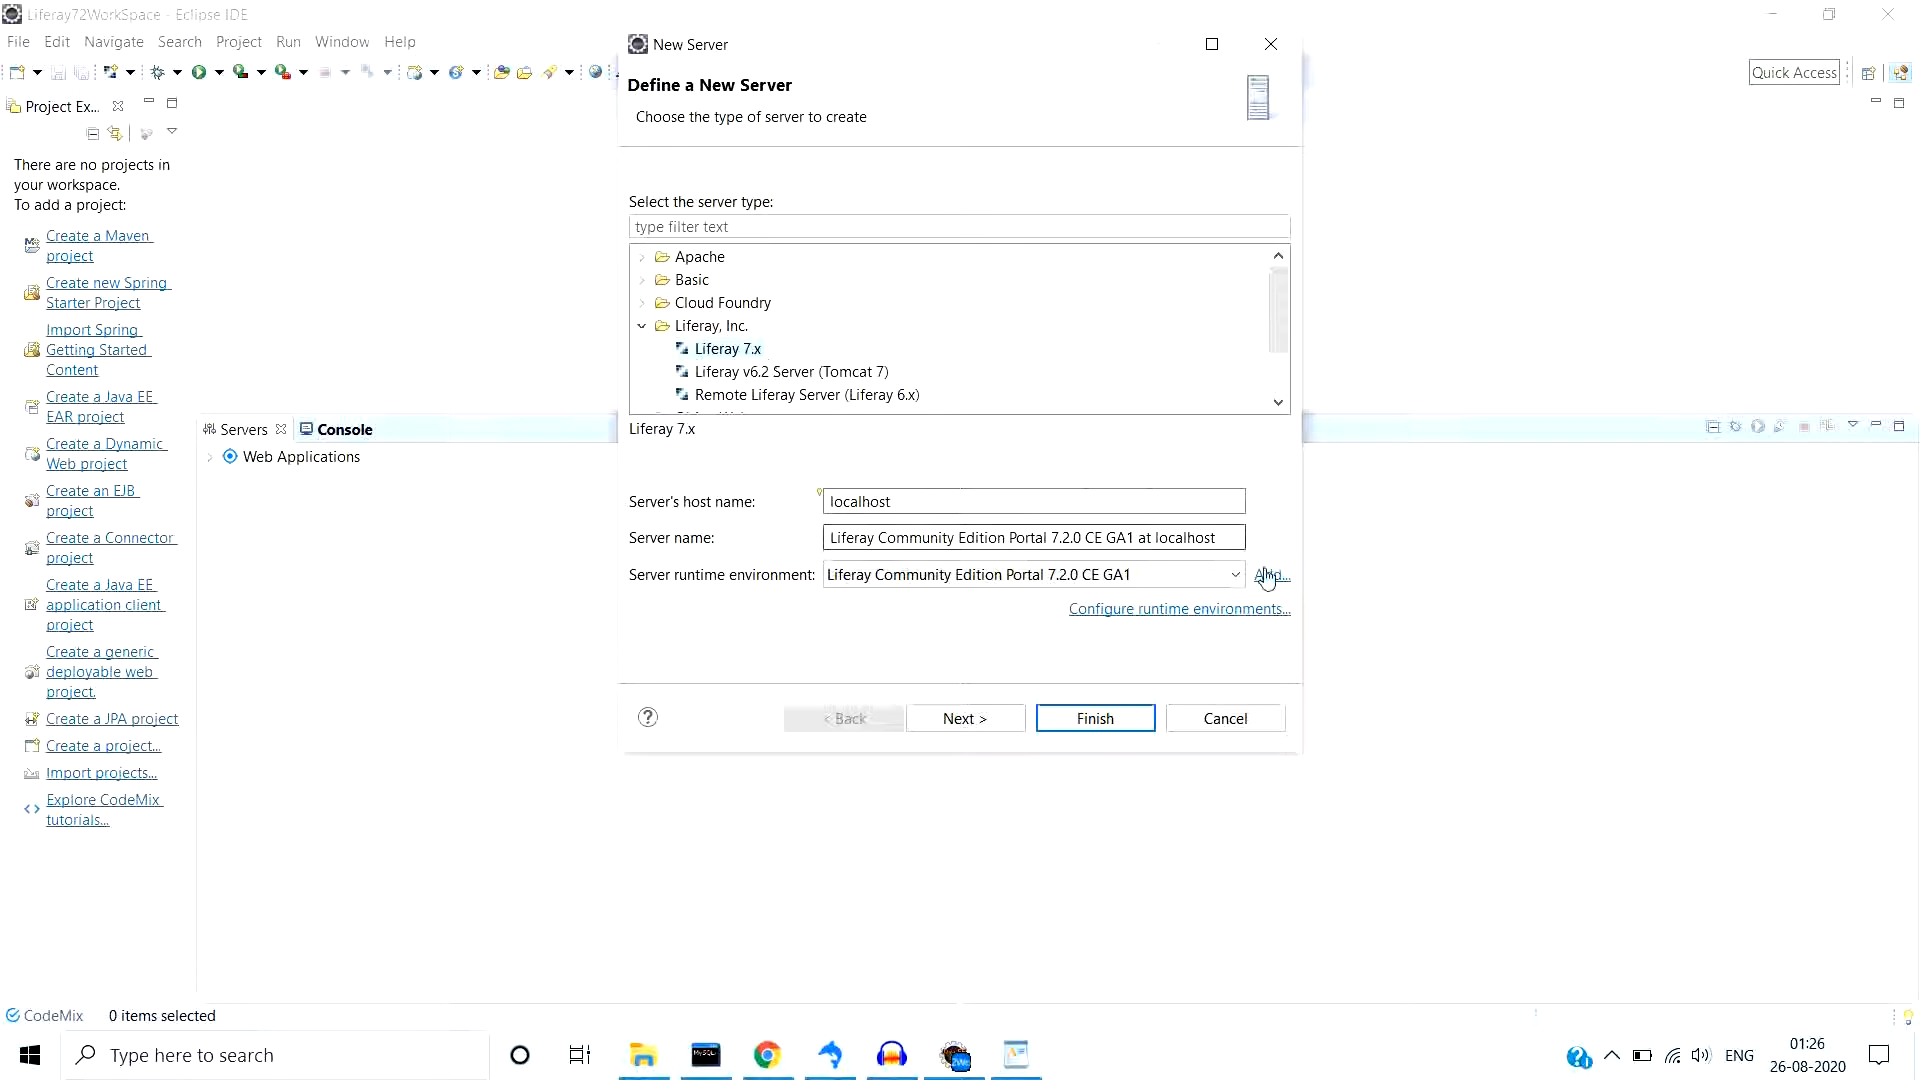 Liferay72WorkSpace - Eclipse IDE
File Edit Navigate Search Project Run Window Help
Quick Access
Project Ex...
There are no projects in
your workspace.
To add a project:
Create a Maven
project
Create new Spring
Starter Project
Import Spring
Getting Started
Content
Create a Java EE
EAR project
Create a Dynamic
Web project
Create an EJB
project
Create a Connector
project
Create a Java EE
application client
project
Create a generic
deployable web
project.
Create a JPA project
Create a project...
Import projects...
Explore CodeMix
tutorials...
Servers Console
Web Applications
New Server
Define a New Server
Choose the type of server to create
Select the server type:
type filter text
Apache
Basic
Cloud Foundry
Liferay, Inc.
Liferay 7.x
Liferay v6.2 Server (Tomcat 7)
Remote Liferay Server (Liferay 6.x)
Liferay 7.x
Server's host name: localhost
Server name: Liferay Community Edition Portal 7.2.0 CE GA1 at localhost
Server runtime environment: Liferay Community Edition Portal 7.2.0 CE GA1 Add...
Configure runtime environments...
< Back Next > Finish Cancel
CodeMix 0 items selected
Type here to search
MySQL
ENG
01:26
26-08-2020